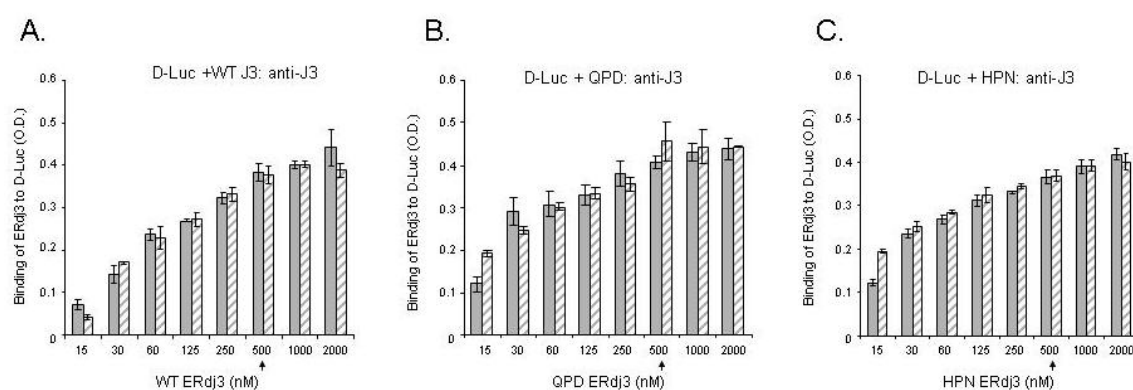 A.
D-Luc +WT J3: anti-J3
Binding of ERdj3 to D-Luc (O.D.)
0.6
0.5
0.4
0.3
0.2
0.1
0
15 30 60 125 250 500 1000 2000
WT ERdj3 (nM)
B.
D-Luc + QPD: anti-J3
Binding of ERdj3 to D-Luc (O.D.)
0.6
0.5
0.4
0.3
0.2
0.1
0
15 30 60 125 250 500 1000 2000
QPD ERdj3 (nM)
C.
D-Luc + HPN: anti-J3
Binding of ERdj3 to D-Luc (O.D.)
0.6
0.5
0.4
0.3
0.2
0.1
0
15 30 60 125 250 500 1000 2000
HPN ERdj3 (nM)